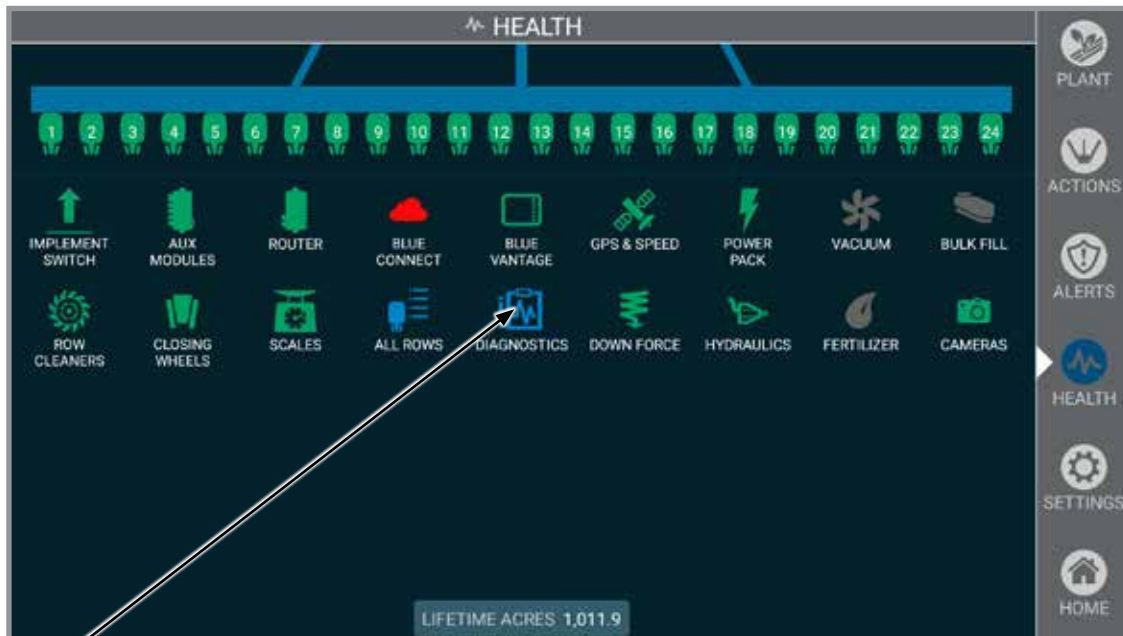 HEALTH
1 2 3 4 5 6 7 8 9 10 11 12 13 14 15 16 17 18 19 20 21 22 23 24
IMPLEMENT
SWITCH
AUX
MODULES
ROUTER
BLUE
CONNECT
BLUE
VANTAGE
GPS & SPEED
POWER
PACK
VACUUM
BULK FILL
ROW
CLEANERS
CLOSING
WHEELS
SCALES
ALL ROWS
DIAGNOSTICS
DOWN FORCE
HYDRAULICS
FERTILIZER
CAMERAS
LIFETIME ACRES 1,011.9
PLANT
ACTIONS
ALERTS
HEALTH
SETTINGS
HOME